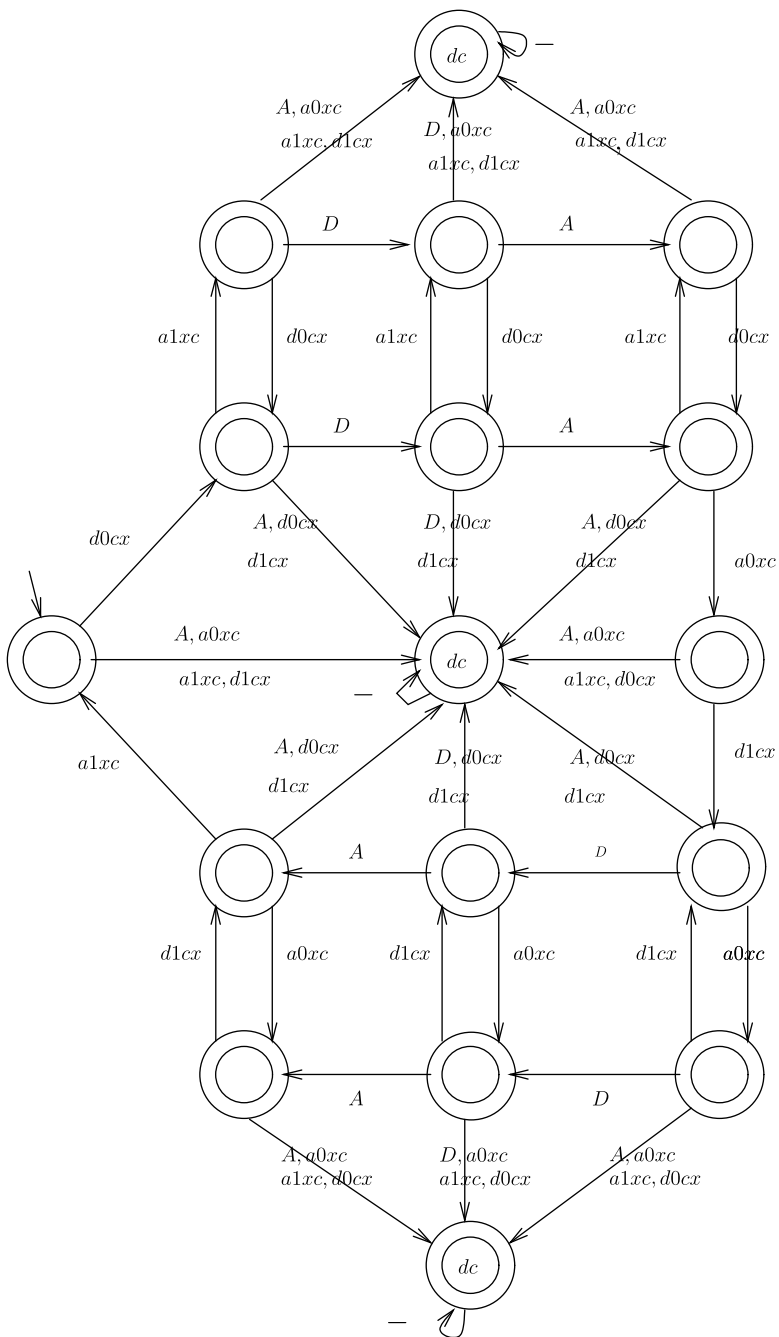 dc
−
A, a0xc
a1xc, d1cx
D, a0xc
a1xc, d1cx
A, a0xc
a1xc, d1cx
D
A
a1xc
d0cx
a1xc
d0cx
a1xc
d0cx
D
A
d0cx
A, d0cx
d1cx
D, d0cx
d1cx
A, d0cx
d1cx
a0xc
A, a0xc
a1xc, d1cx
dc
−
A, a0xc
a1xc, d0cx
a1xc
A, d0cx
d1cx
D, d0cx
d1cx
A, d0cx
d1cx
d1cx
A
D
d1cx
a0xc
d1cx
a0xc
d1cx
a0xc
A
D
A, a0xc
a1xc, d0cx
D, a0xc
a1xc, d0cx
A, a0xc
a1xc, d0cx
dc
−